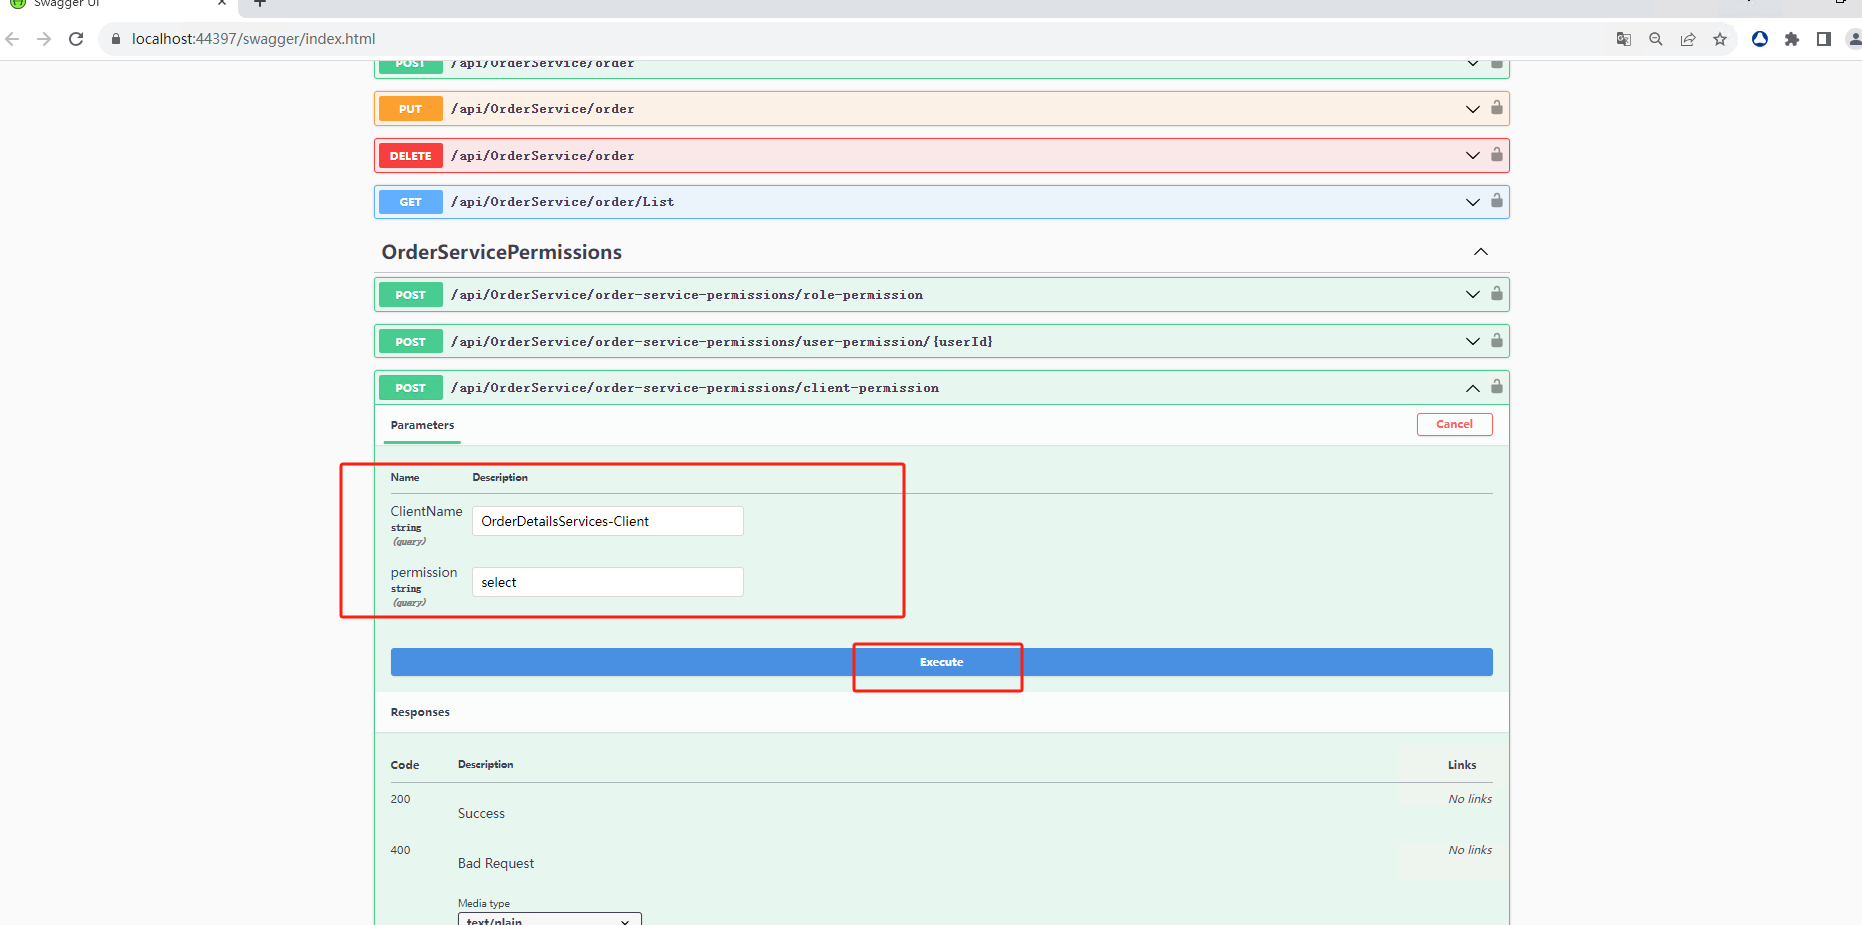 Swagger UI
localhost:44397/swagger/index.html
POST /api/OrderService/order
PUT /api/OrderService/order
DELETE /api/OrderService/order
GET /api/OrderService/order/List
OrderServicePermissions
POST /api/OrderService/order-service-permissions/role-permission
POST /api/OrderService/order-service-permissions/user-permission/{userId}
POST /api/OrderService/order-service-permissions/client-permission
Parameters Cancel
Name Description
ClientName OrderDetailsServices-Client
string
(query)
permission select
string
(query)
Execute
Responses
Code Description Links
200 No links
Success
400 No links
Bad Request
Media type
text/plain